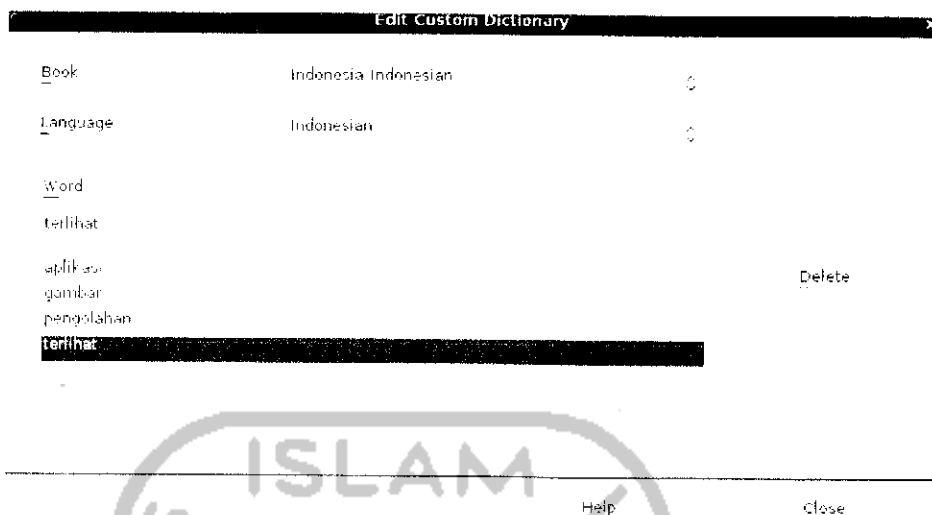 Edit Custom Dictionary x
Book Indonesia Indonesian
Language Indonesian
Word
terlihat
aplikasi
gambar
pengolahan
terlihat
Delete
ISLAM
Help Close